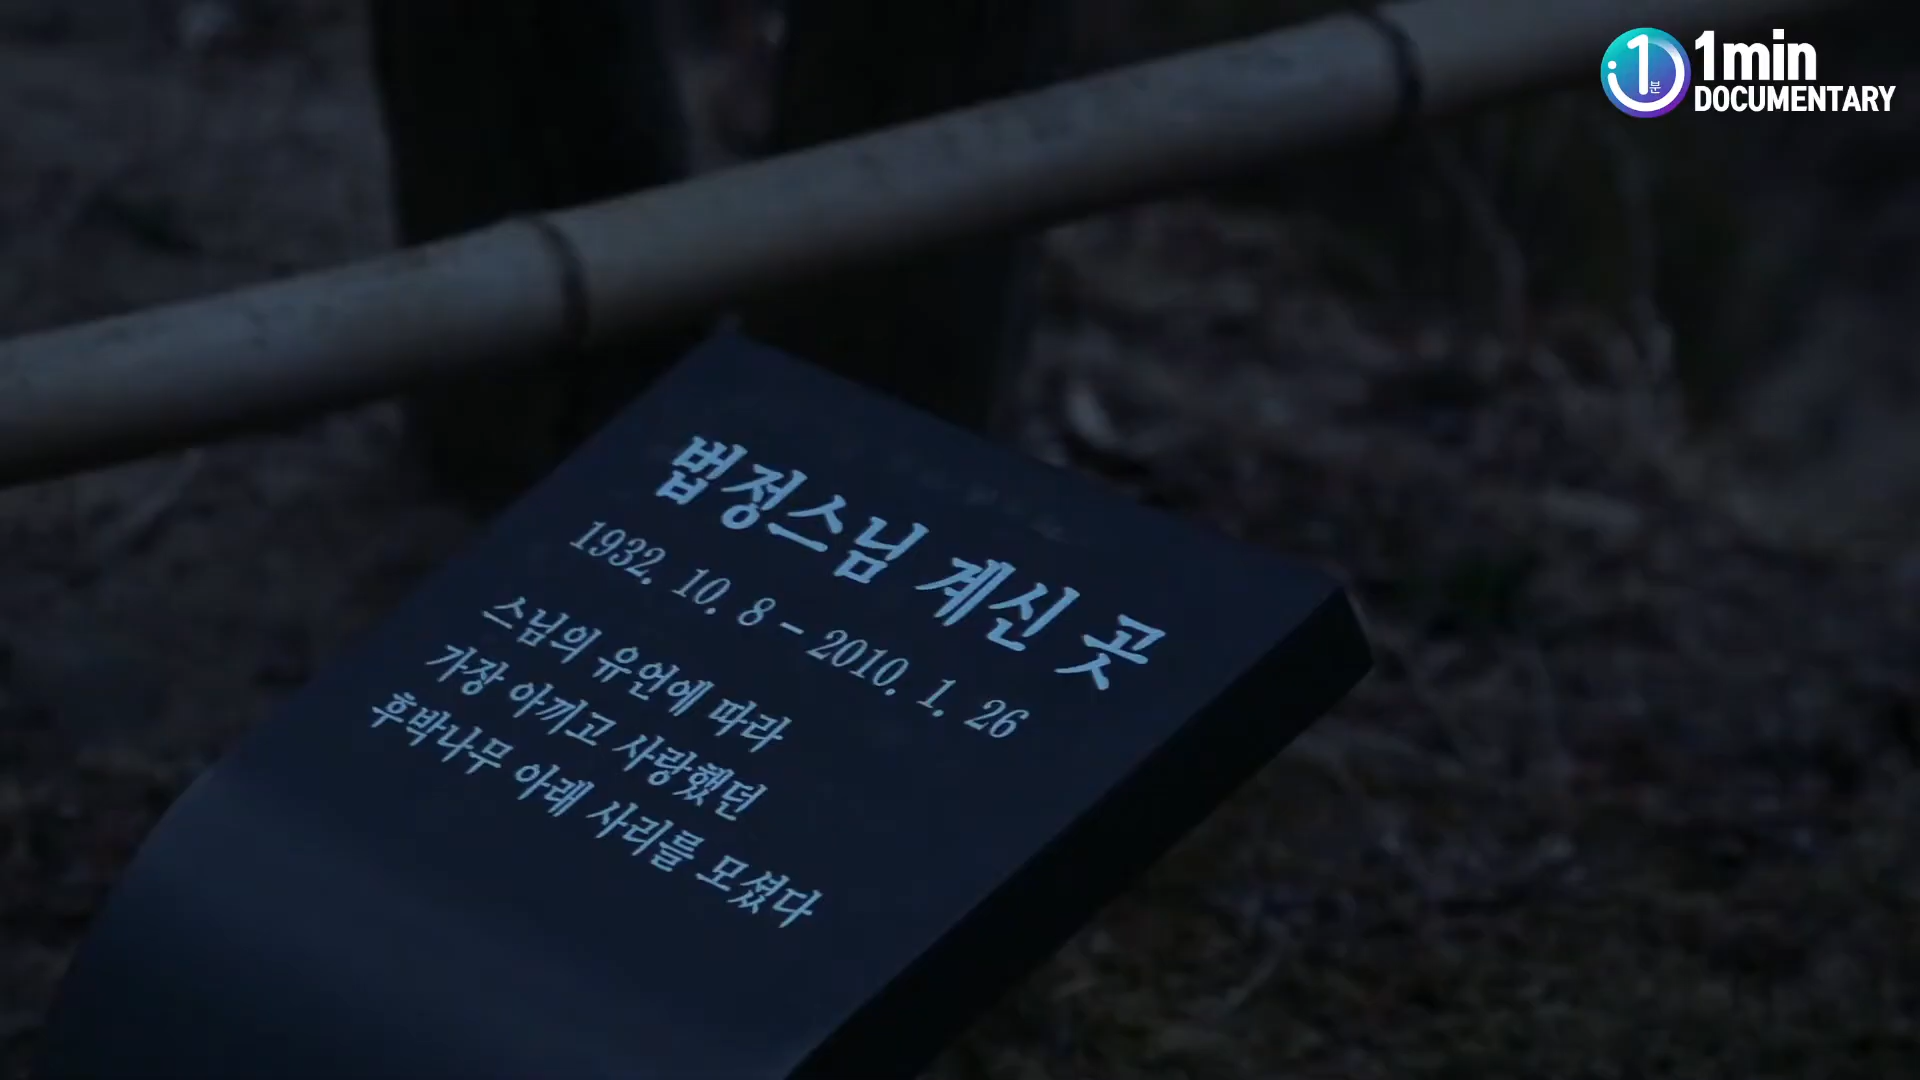 1min
DOCUMENTARY
1분
법정스님 계신 곳
1932. 10. 8 - 2010. 1. 26
스님의 유언에 따라
가장 아끼고 사랑했던
후박나무 아래 사리를 모셨다